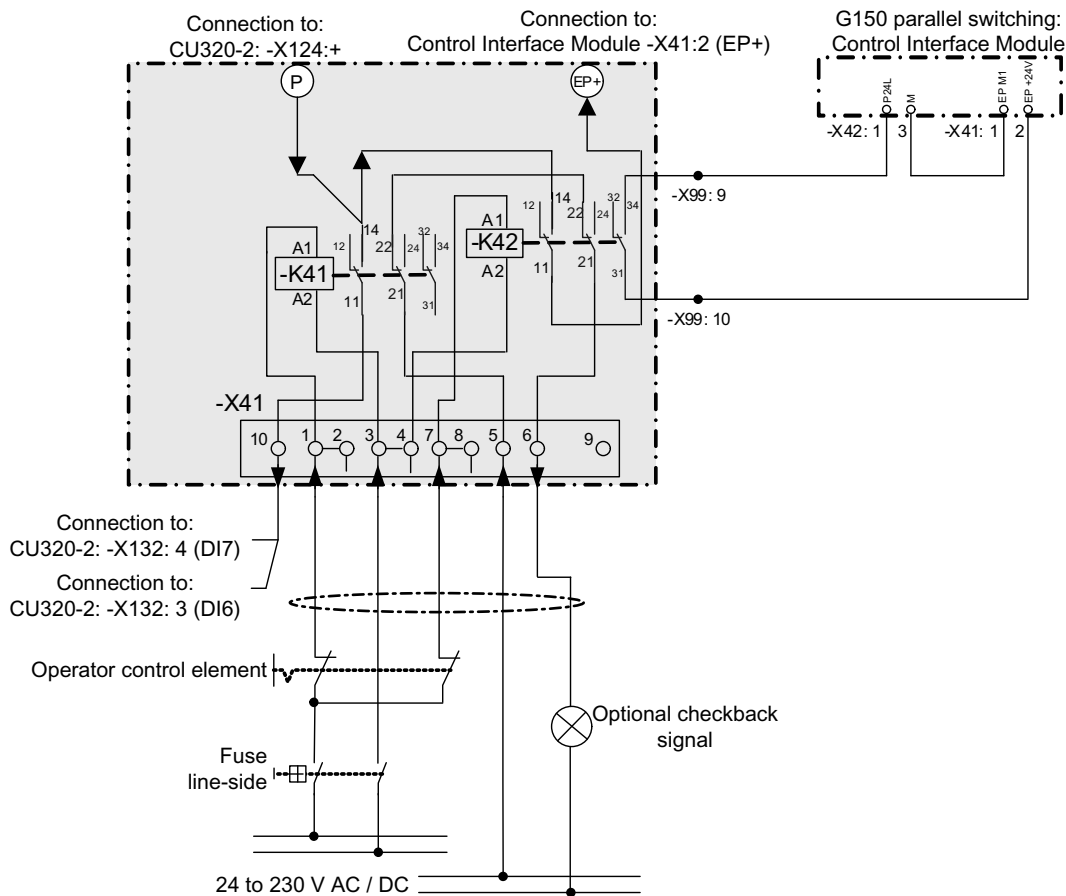 Connection to:
CU320-2: -X124:+
Connection to:
Control Interface Module -X41:2 (EP+)
G150 parallel switching:
Control Interface Module
P
EP+
P24L
M
EP M1
EP +24V
-X42: 1
3
-X41: 1
2
-X99: 9
-X99: 10
12
14
22
24
32
34
A1
-K41
A2
11
21
31
A1
-K42
A2
12
14
22
24
32
34
11
21
31
-X41
10
1
2
3
4
7
8
5
6
9
Connection to:
CU320-2: -X132: 4 (DI7)
Connection to:
CU320-2: -X132: 3 (DI6)
Operator control element
Fuse
line-side
Optional checkback
signal
24 to 230 V AC / DC